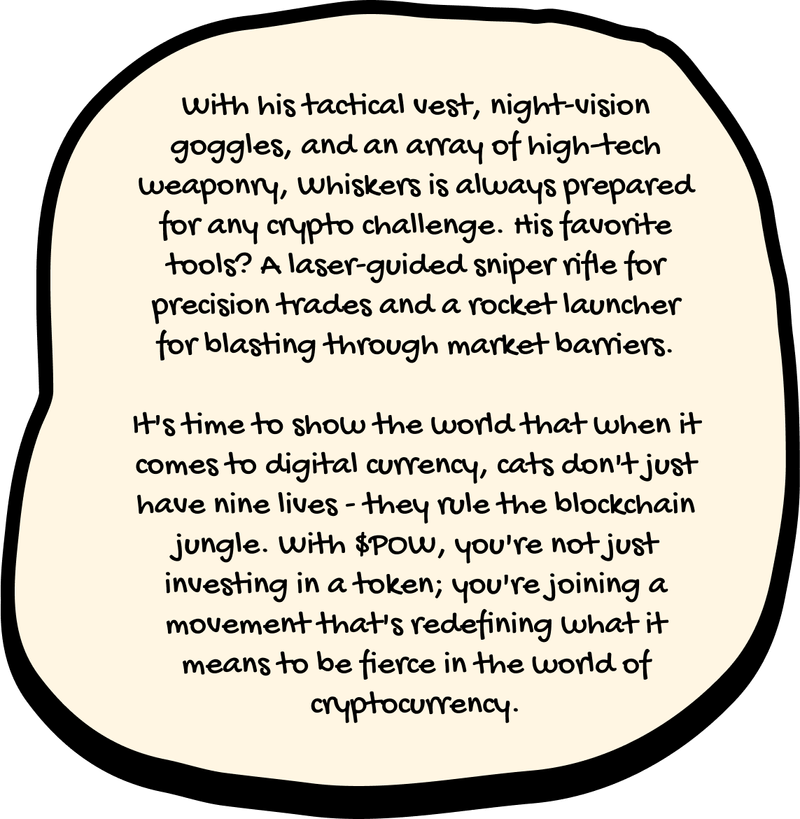 With his tactical vest, night-vision
goggles, and an array of high-tech
weaponry, Whiskers is always prepared
for any crypto challenge. His favorite
tools? A laser-guided sniper rifle for
precision trades and a rocket launcher
for blasting through market barriers.
It's time to show the world that when it
comes to digital currency, cats don't just
have nine lives - they rule the blockchain
jungle. With $POW, you're not just
investing in a token; you're joining a
movement that's redefining what it
means to be fierce in the world of
cryptocurrency.